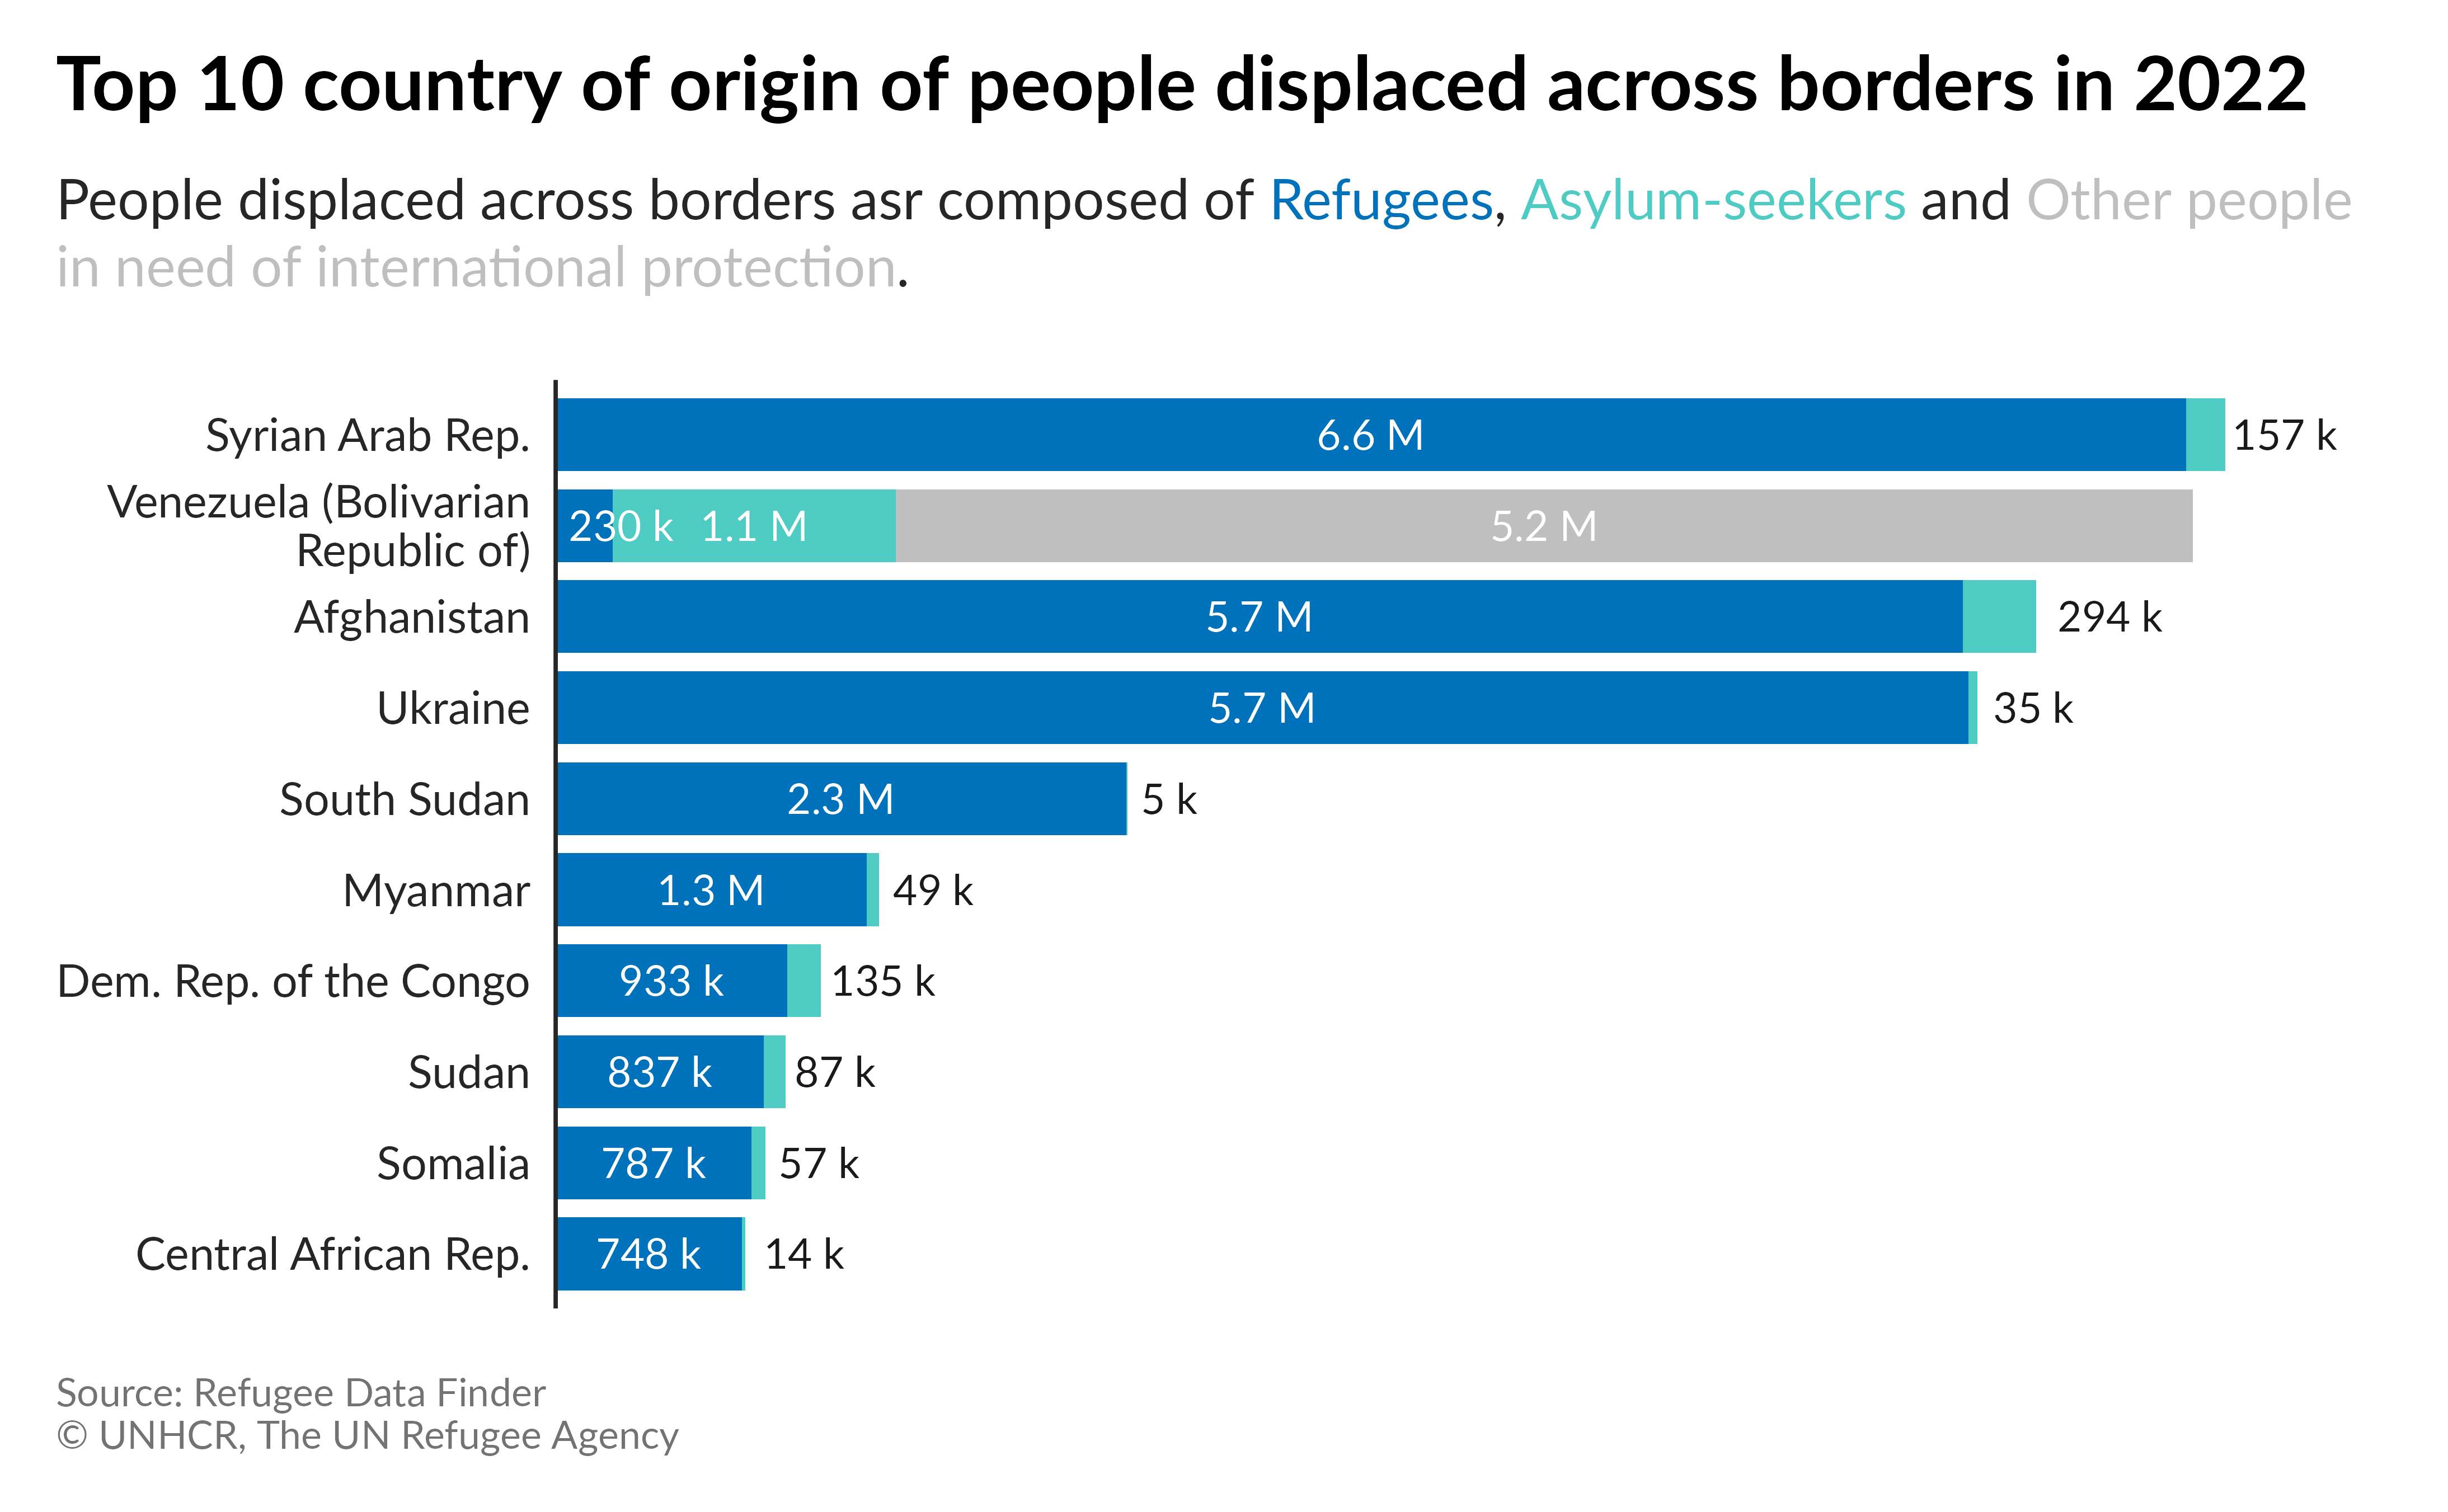 Top 10 country of origin of people displaced across borders in 2022
People displaced across borders asr composed of Refugees, Asylum-seekers and Other people
in need of international protection.
Syrian Arab Rep. 6.6 M 157 k
Venezuela (Bolivarian
Republic of) 230 k 1.1 M 5.2 M
Afghanistan 5.7 M 294 k
Ukraine 5.7 M 35 k
South Sudan 2.3 M 5 k
Myanmar 1.3 M 49 k
Dem. Rep. of the Congo 933 k 135 k
Sudan 837 k 87 k
Somalia 787 k 57 k
Central African Rep. 748 k 14 k
Source: Refugee Data Finder
© UNHCR, The UN Refugee Agency